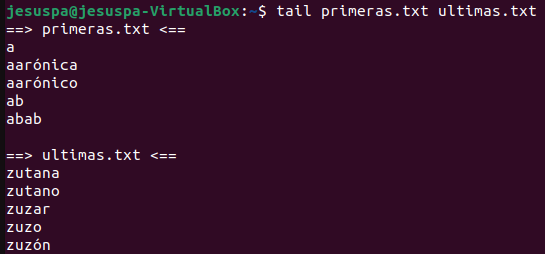 jesuspa@jesuspa-VirtualBox:~$ tail primeras.txt ultimas.txt
==> primeras.txt <==
a
aarónica
aarónico
ab
abab

==> ultimas.txt <==
zutana
zutano
zuzar
zuzo
zuzón